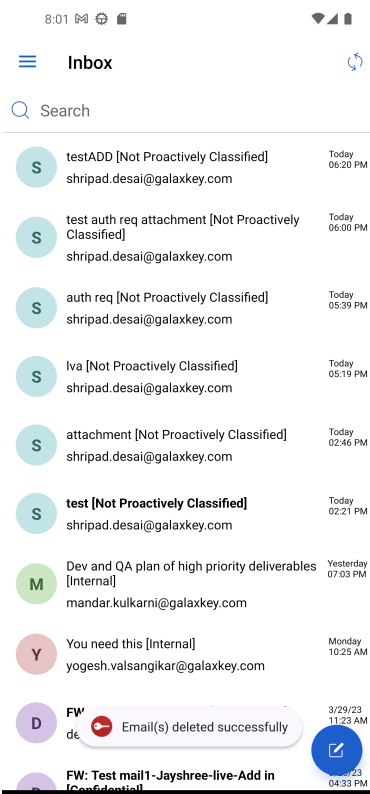 8:01
Inbox
Search
S
testADD [Not Proactively Classified]
Today
06:20 PM
shripad.desai@galaxkey.com
S
test auth req attachment [Not Proactively
Classified]
Today
06:00 PM
shripad.desai@galaxkey.com
S
auth req [Not Proactively Classified]
Today
05:39 PM
shripad.desai@galaxkey.com
S
lva [Not Proactively Classified]
Today
05:19 PM
shripad.desai@galaxkey.com
S
attachment [Not Proactively Classified]
Today
02:46 PM
shripad.desai@galaxkey.com
S
test [Not Proactively Classified]
Today
02:21 PM
shripad.desai@galaxkey.com
M
Dev and QA plan of high priority deliverables
[Internal]
Yesterday
07:03 PM
mandar.kulkarni@galaxkey.com
Y
You need this [Internal]
Monday
10:25 AM
yogesh.valsangikar@galaxkey.com
D
3/29/23
11:23 AM
Email(s) deleted successfully
D
FW: Test mail1-Jayshree-live-Add in
[Confidential]
04:33 PM